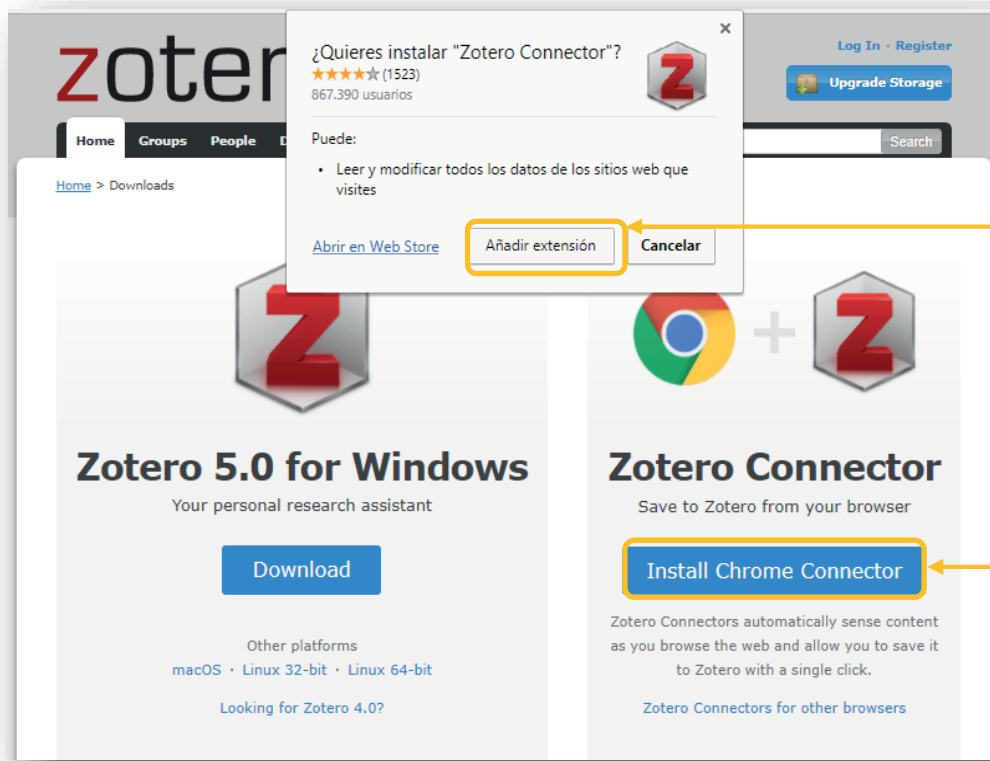 zoter
Log In · Register
Upgrade Storage
Home Groups People D
Search
Home > Downloads
¿Quieres instalar "Zotero Connector"?
(1523)
867.390 usuarios
Puede:
• Leer y modificar todos los datos de los sitios web que
visites
Abrir en Web Store
Añadir extensión
Cancelar
Z
Z
Z
Zotero 5.0 for Windows
Your personal research assistant
Download
Other platforms
macOS · Linux 32-bit · Linux 64-bit
Looking for Zotero 4.0?
Zotero Connector
Save to Zotero from your browser
Install Chrome Connector
Zotero Connectors automatically sense content
as you browse the web and allow you to save it
to Zotero with a single click.
Zotero Connectors for other browsers